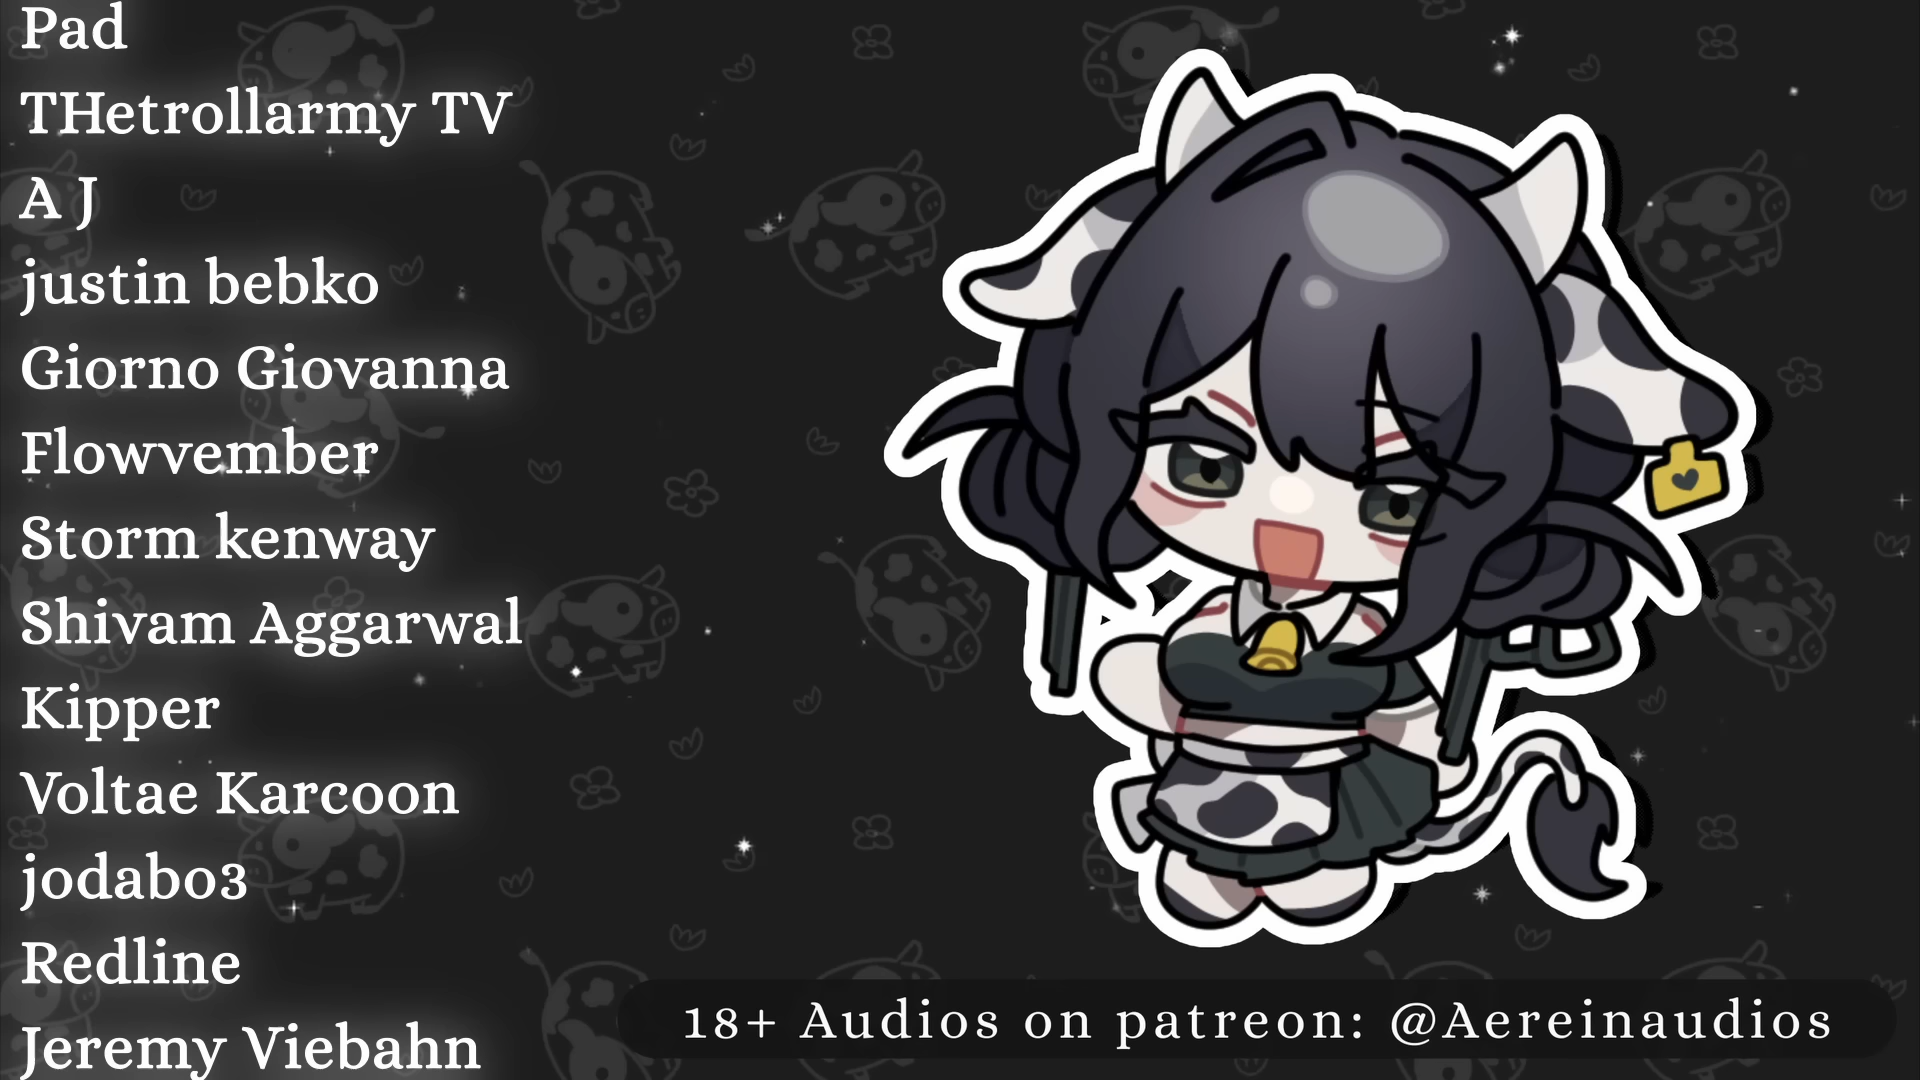 Pad
THetrollarmy TV
A J
justin bebko
Giorno Giovanna
Flowvember
Storm kenway
Shivam Aggarwal
Kipper
Voltae Karcoon
jodabo3
Redline
Jeremy Viebahn
18+ Audios on patreon: @Aereinaudios